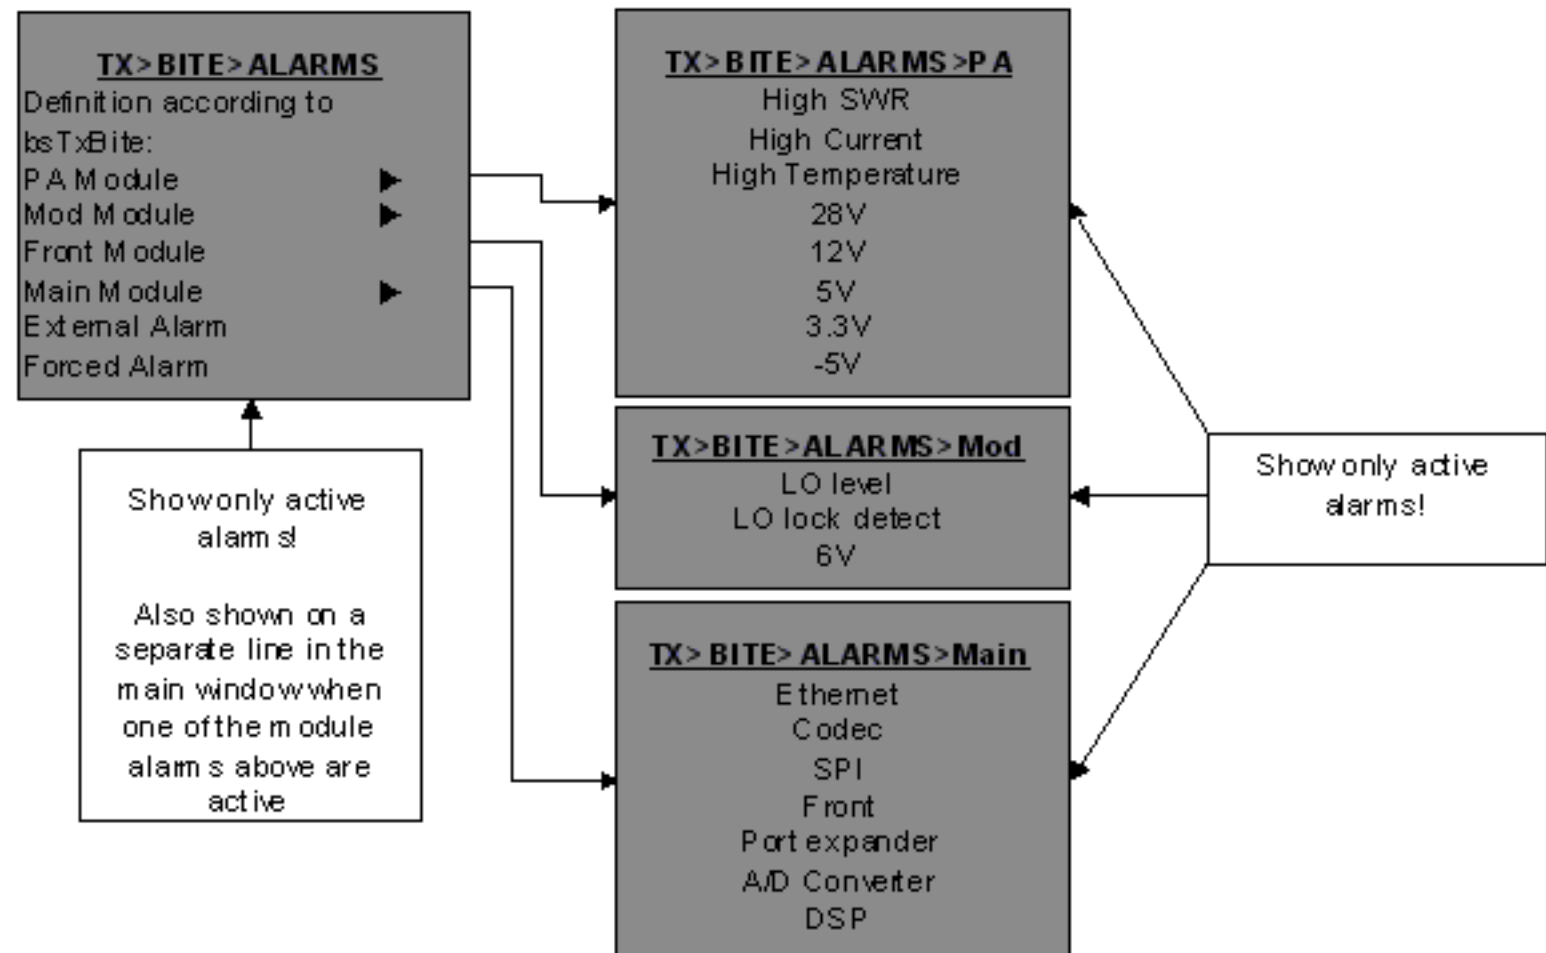 TX>BITE>ALARMS
Definition according to
bsTxBite:
PA Module
Mod Module
Front Module
Main Module
External Alarm
Forced Alarm
Show only active
alarms!
Also shown on a
separate line in the
main window when
one of the module
alarms above are
active
TX>BITE>ALARMS>PA
High SWR
High Current
High Temperature
28V
12V
5V
3.3V
-5V
TX>BITE>ALARMS>Mod
LO level
LO lock detect
6V
TX>BITE>ALARMS>Main
Ethernet
Codec
SPI
Front
Port expander
A/D Converter
DSP
Show only active
alarms!